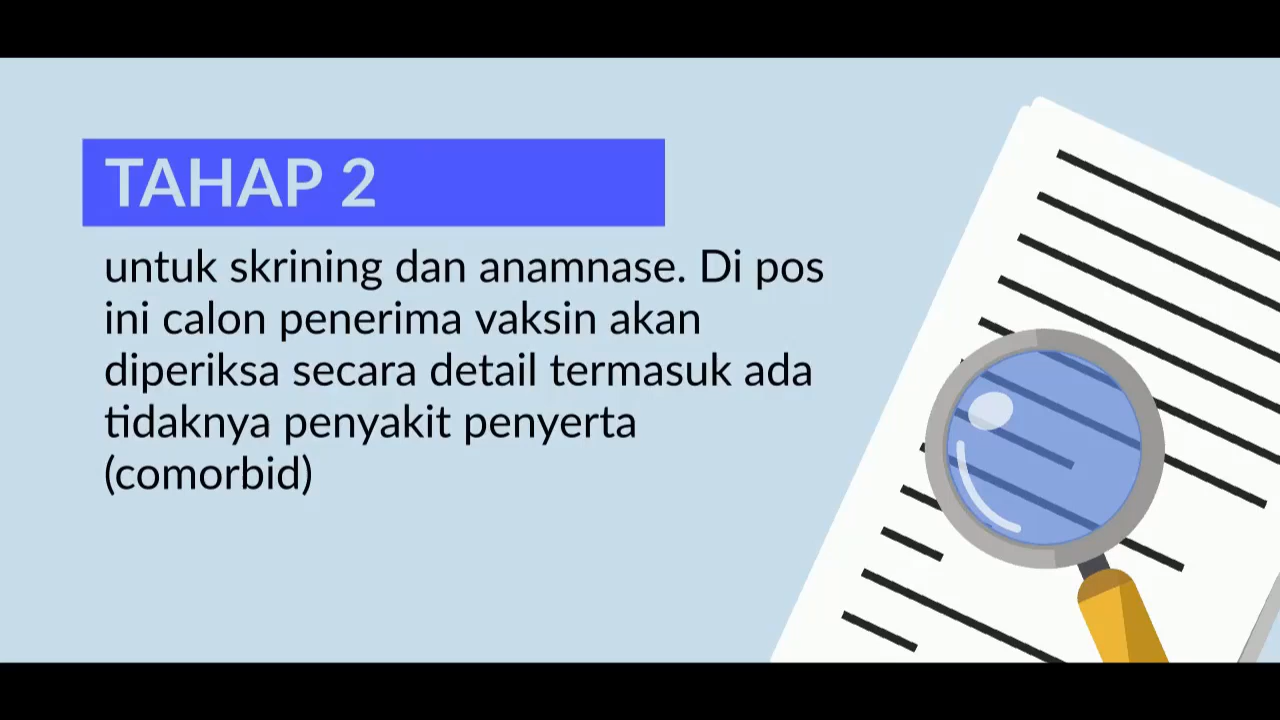 TAHAP 2
untuk skrining dan anamnase. Di pos
ini calon penerima vaksin akan
diperiksa secara detail termasuk ada
tidaknya penyakit penyerta
(comorbid)